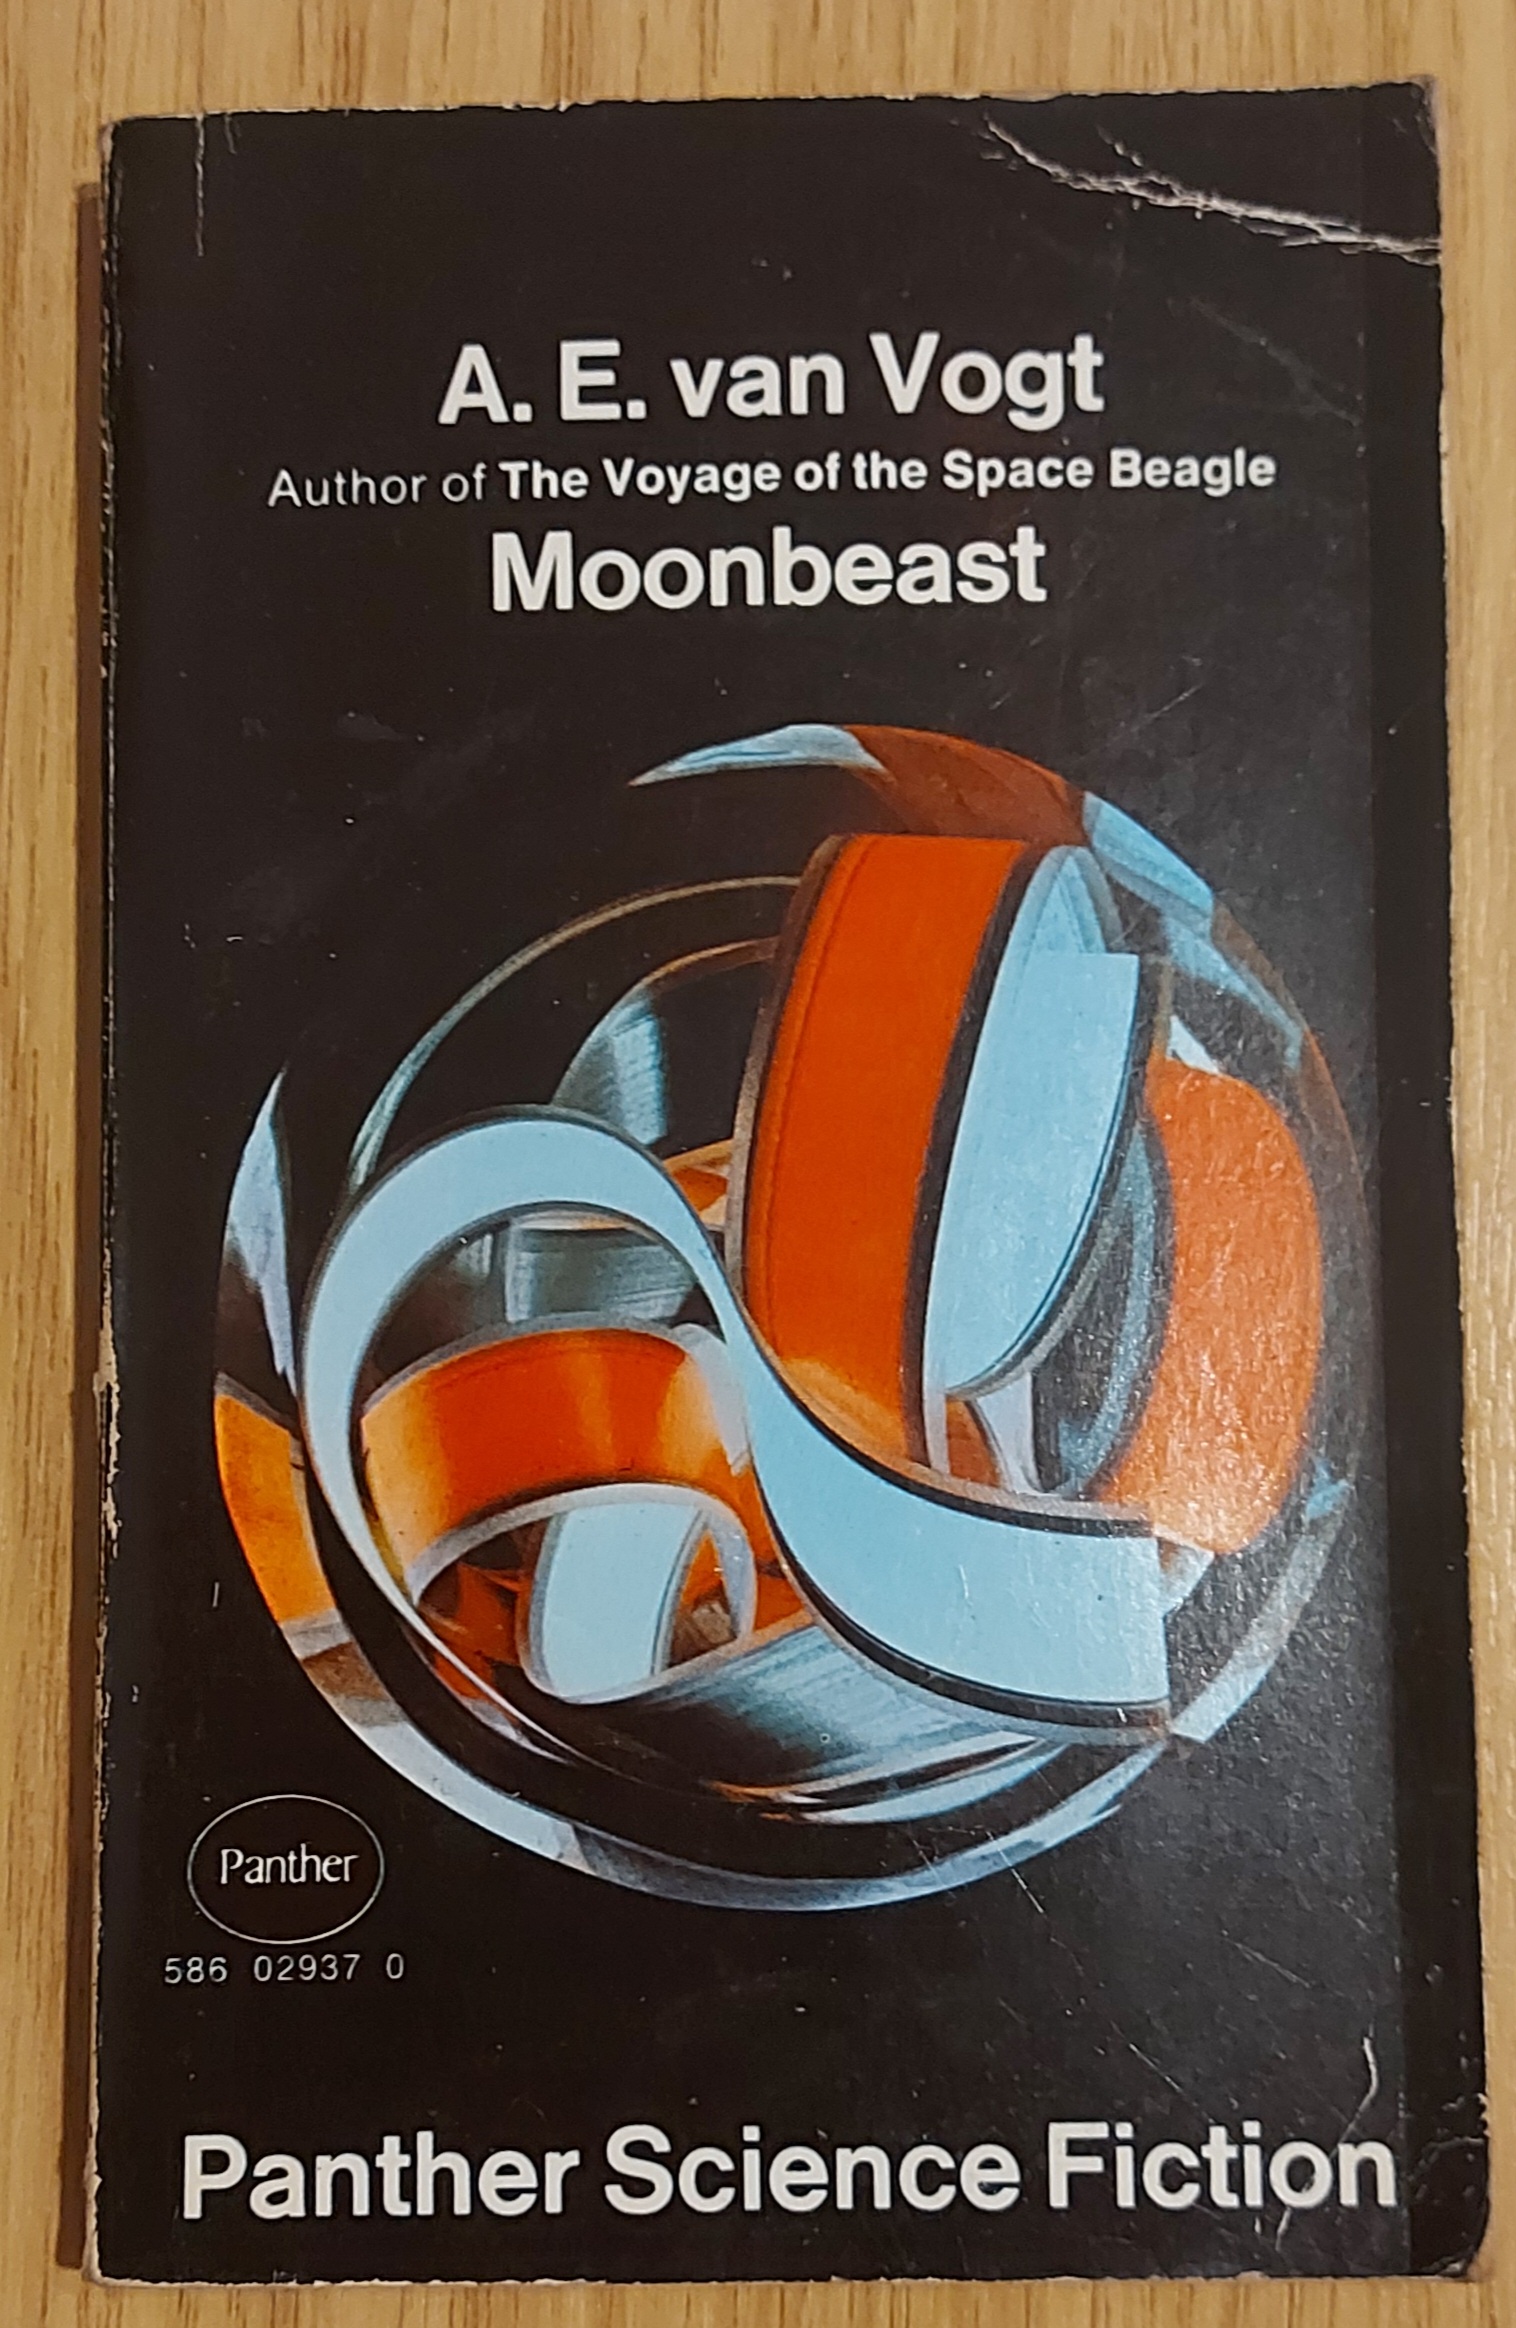 A. E. van Vogt
Author of The Voyage of the Space Beagle
Moonbeast
Panther
586 02937 0
Panther Science Fiction